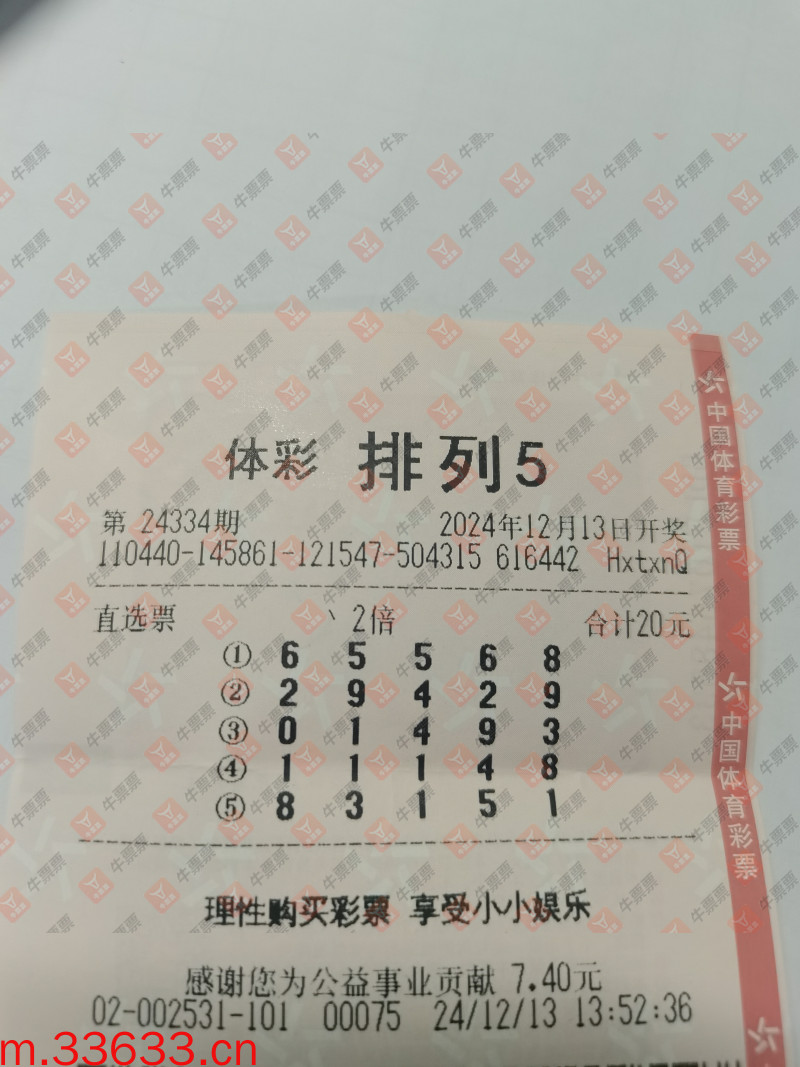 体彩 排列5
第 24334期 2024年12月13日开奖
110440-145861-121547-504315 616442 HxtxnQ
直选票 2倍 合计20元
① 6 5 5 6 8
② 2 9 4 2 9
③ 0 1 4 9 3
④ 1 1 1 4 8
⑤ 8 3 1 5 1
理性购买彩票 享受小小娱乐
感谢您为公益事业贡献 7.40元
02-002531-101 00075 24/12/13 13:52:36
中国体育彩票
中国体育彩票
牛票票
m.33633.cn